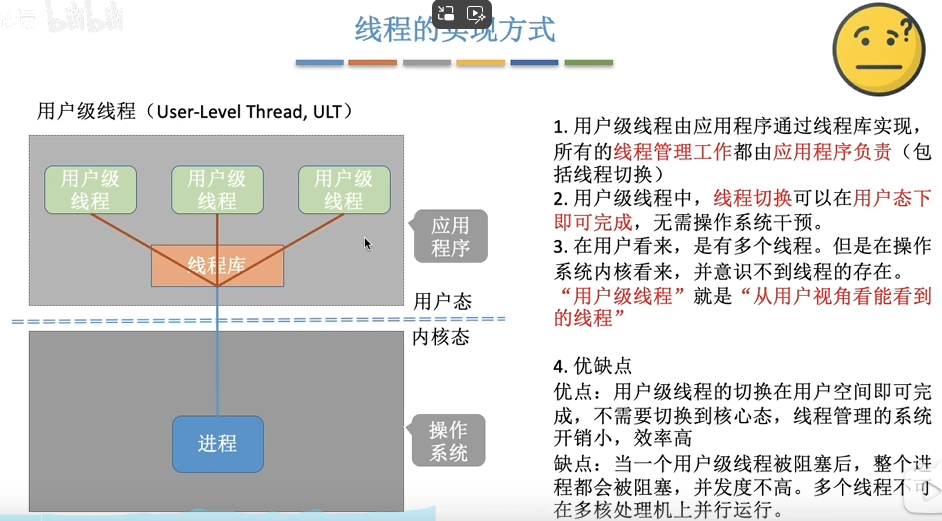 bilibili
线程的实现方式
用户级线程（User-Level Thread, ULT）
用户级
线程
用户级
线程
用户级
线程
线程库
应用
程序
用户态
内核态
进程
操作
系统
1. 用户级线程由应用程序通过线程库实现，
所有的线程管理工作都由应用程序负责（包
括线程切换）
2. 用户级线程中，线程切换可以在用户态下
即可完成，无需操作系统干预。
3. 在用户看来，是有多个线程。但是在操作
系统内核看来，并意识不到线程的存在。
“用户级线程”就是“从用户视角看能看到
的线程”
4. 优缺点
优点：用户级线程的切换在用户空间即可完
成，不需要切换到核心态，线程管理的系统
开销小，效率高
缺点：当一个用户级线程被阻塞后，整个进
程都会被阻塞，并发度不高。多个线程不可
在多核处理机上并行运行。
?